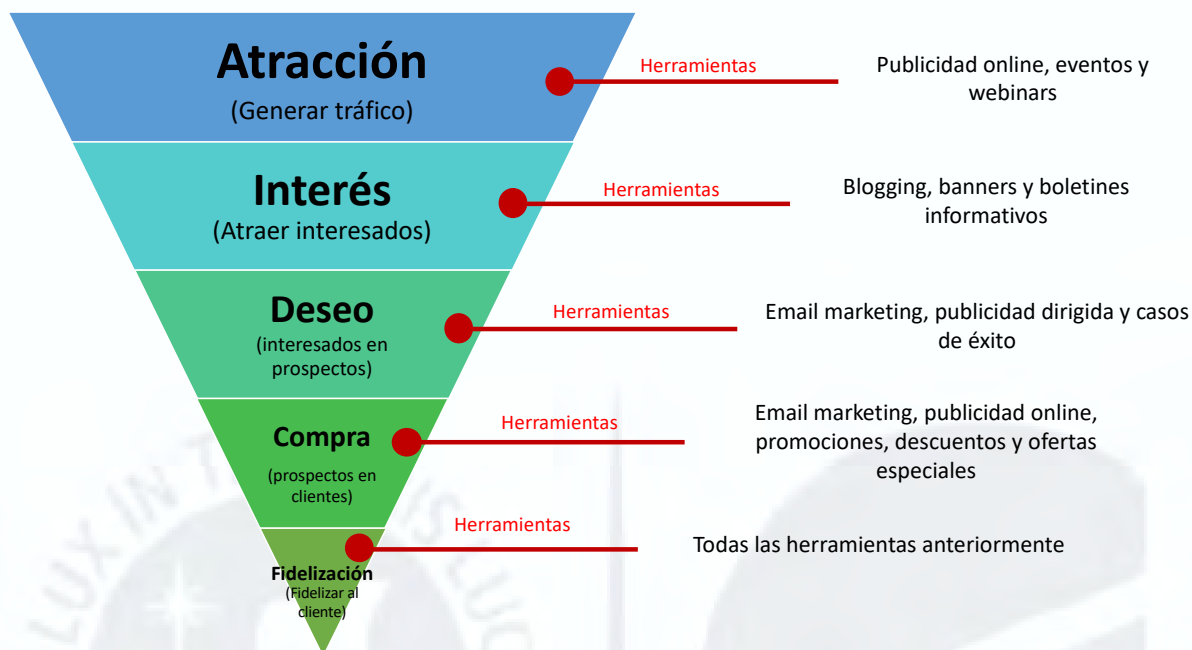 Atracción
(Generar tráfico)
Herramientas
Publicidad online, eventos y
webinars
Interés
(Atraer interesados)
Herramientas
Blogging, banners y boletines
informativos
Deseo
(interesados en
prospectos)
Herramientas
Email marketing, publicidad dirigida y casos
de éxito
Compra
(prospectos en
clientes)
Herramientas
Email marketing, publicidad online,
promociones, descuentos y ofertas
especiales
Fidelización
(Fidelizar al
cliente)
Herramientas
Todas las herramientas anteriormente
LUX IN